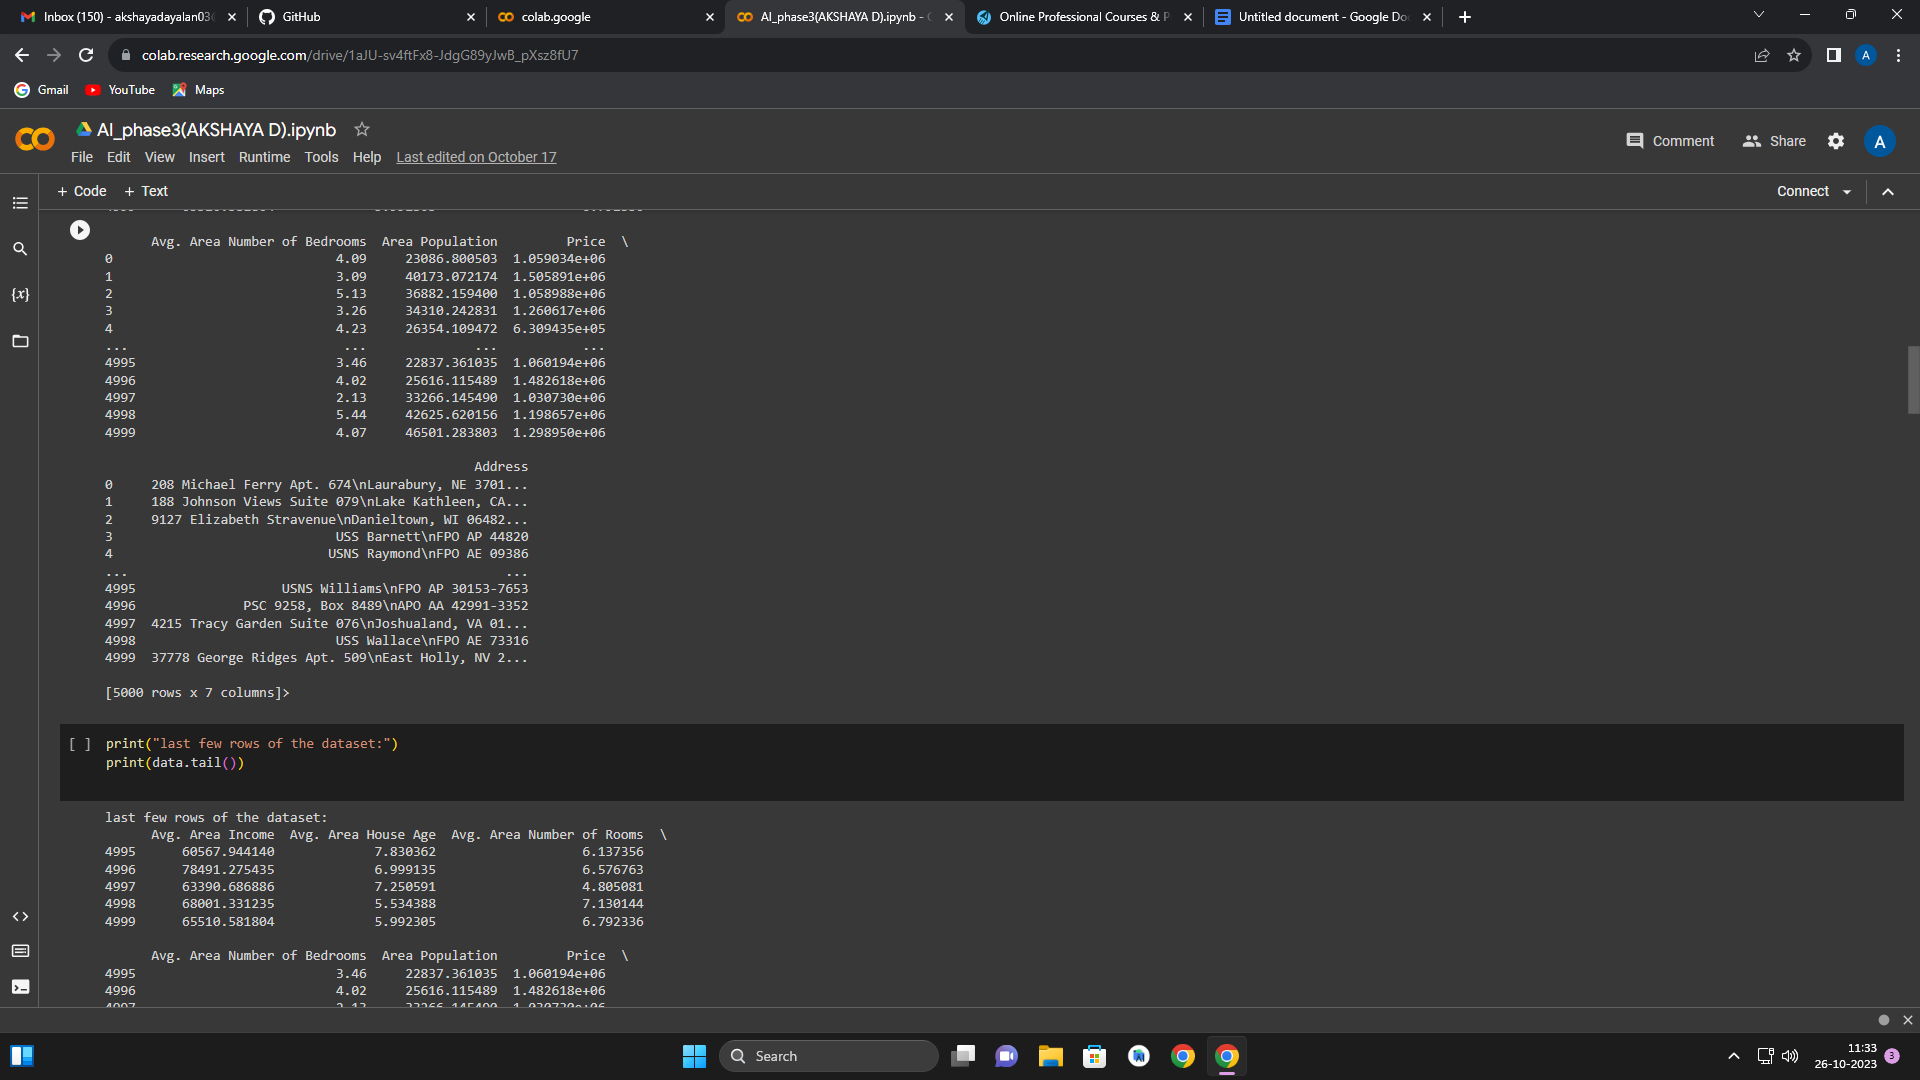 Inbox (150) - akshayadayalan03
GitHub
colab.google
AI_phase3(AKSHAYA D).ipynb -
Online Professional Courses & P
Untitled document - Google Do
colab.research.google.com/drive/1aJU-sv4ftFx8-JdgG89yJwB_pXsz8fU7
A
Gmail YouTube Maps
AI_phase3(AKSHAYA D).ipynb
File Edit View Insert Runtime Tools Help Last edited on October 17
Comment Share A
+ Code + Text
Connect
Avg. Area Number of Bedrooms Area Population Price \
0 4.09 23086.800503 1.059034e+06
1 3.09 40173.072174 1.505891e+06
2 5.13 36882.159400 1.058988e+06
3 3.26 34310.242831 1.260617e+06
4 4.23 26354.109472 6.309435e+05
... ... ... ...
4995 3.46 22837.361035 1.060194e+06
4996 4.02 25616.115489 1.482618e+06
4997 2.13 33266.145490 1.030730e+06
4998 5.44 42625.620156 1.198657e+06
4999 4.07 46501.283803 1.298950e+06
Address
0 208 Michael Ferry Apt. 674\nLaurabury, NE 3701...
1 188 Johnson Views Suite 079\nLake Kathleen, CA...
2 9127 Elizabeth Stravenue\nDanieltown, WI 06482...
3 USS Barnett\nFPO AP 44820
4 USNS Raymond\nFPO AE 09386
... ...
4995 USNS Williams\nFPO AP 30153-7653
4996 PSC 9258, Box 8489\nAPO AA 42991-3352
4997 4215 Tracy Garden Suite 076\nJoshualand, VA 01...
4998 USS Wallace\nFPO AE 73316
4999 37778 George Ridges Apt. 509\nEast Holly, NV 2...
[5000 rows x 7 columns]>
[ ] print("last few rows of the dataset:")
print(data.tail())
last few rows of the dataset:
Avg. Area Income Avg. Area House Age Avg. Area Number of Rooms \
4995 60567.944140 7.830362 6.137356
4996 78491.275435 6.999135 6.576763
4997 63390.686886 7.250591 4.805081
4998 68001.331235 5.534388 7.130144
4999 65510.581804 5.992305 6.792336
Avg. Area Number of Bedrooms Area Population Price \
4995 3.46 22837.361035 1.060194e+06
4996 4.02 25616.115489 1.482618e+06
4997 2.13 33266.145490 1.030730e+06
Search
11:33
26-10-2023
3